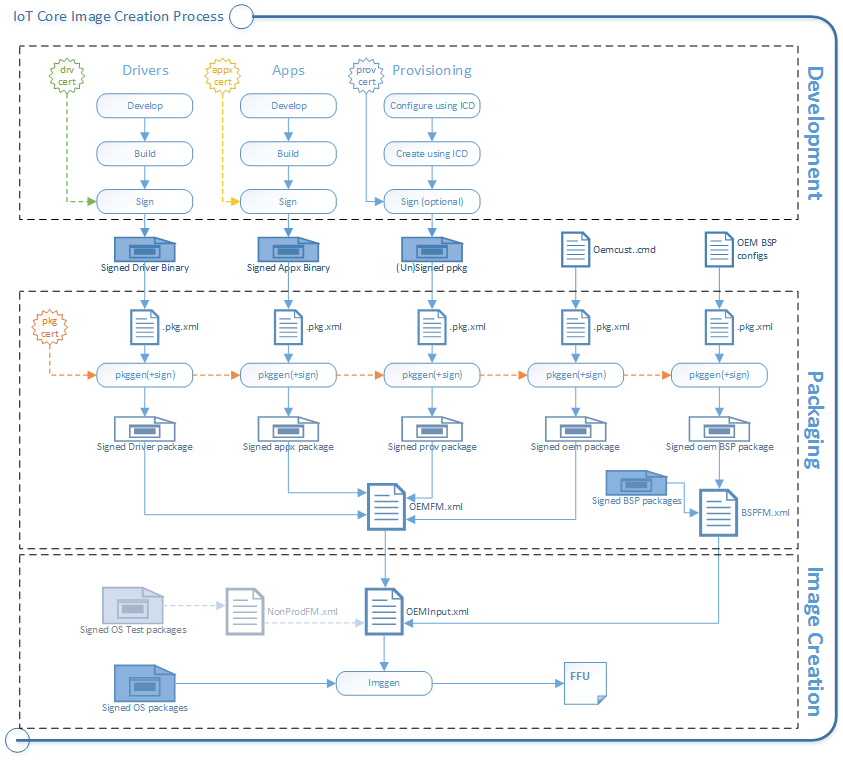 IoT Core Image Creation Process
drv
cert
Drivers
appx
cert
Apps
prov
cert
Provisioning
Development
Develop
Develop
Configure using ICD
Build
Build
Create using ICD
Sign
Sign
Sign (optional)
Signed Driver Binary
Signed Appx Binary
(Un)Signed ppkg
Oemcust..cmd
OEM BSP
configs
Packaging
pkg
cert
.pkg.xml
.pkg.xml
.pkg.xml
.pkg.xml
.pkg.xml
pkggen(+sign)
pkggen(+sign)
pkggen(+sign)
pkggen(+sign)
pkggen(+sign)
Signed Driver package
Signed appx package
Signed prov package
Signed oem package
Signed oem BSP package
Signed BSP packages
OEMFM.xml
BSPFM.xml
Image Creation
Signed OS Test packages
NonProdFM.xml
OEMInput.xml
Signed OS packages
Imggen
FFU